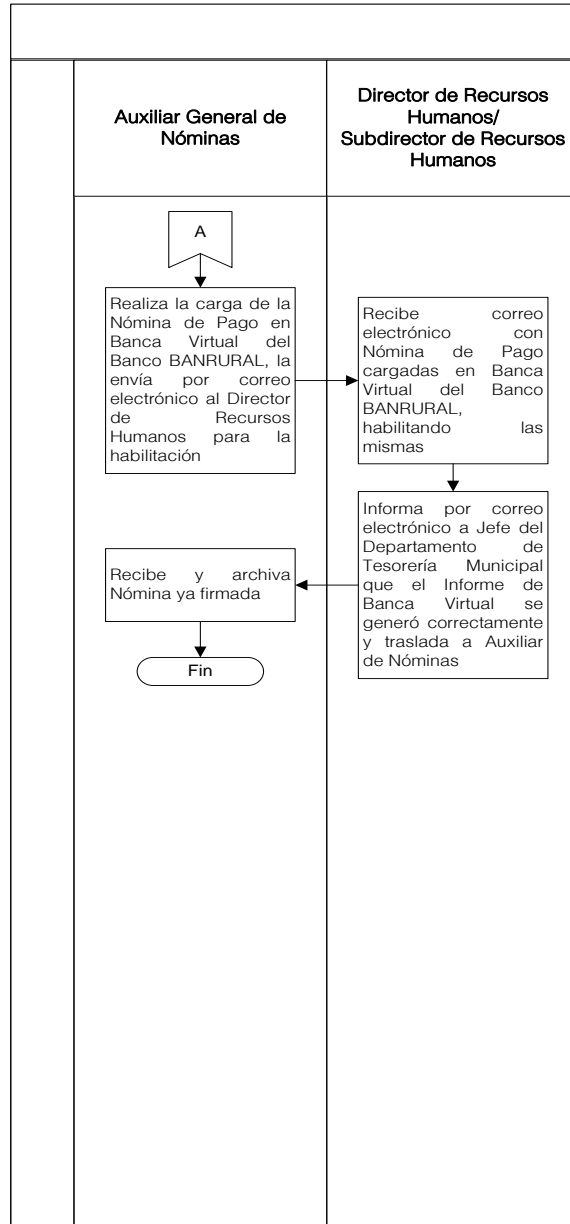 Auxiliar General de
Nóminas
Director de Recursos
Humanos/
Subdirector de Recursos
Humanos
A
Realiza la carga de la
Nómina de Pago en
Banca Virtual del
Banco BANRURAL, la
envía por correo
electrónico al Director
de Recursos
Humanos para la
habilitación
Recibe correo
electrónico con
Nómina de Pago
cargadas en Banca
Virtual del Banco
BANRURAL,
habilitando las
mismas
Informa por correo
electrónico a Jefe del
Departamento de
Tesorería Municipal
que el Informe de
Banca Virtual se
generó correctamente
y traslada a Auxiliar
de Nóminas
Recibe y archiva
Nómina ya firmada
Fin